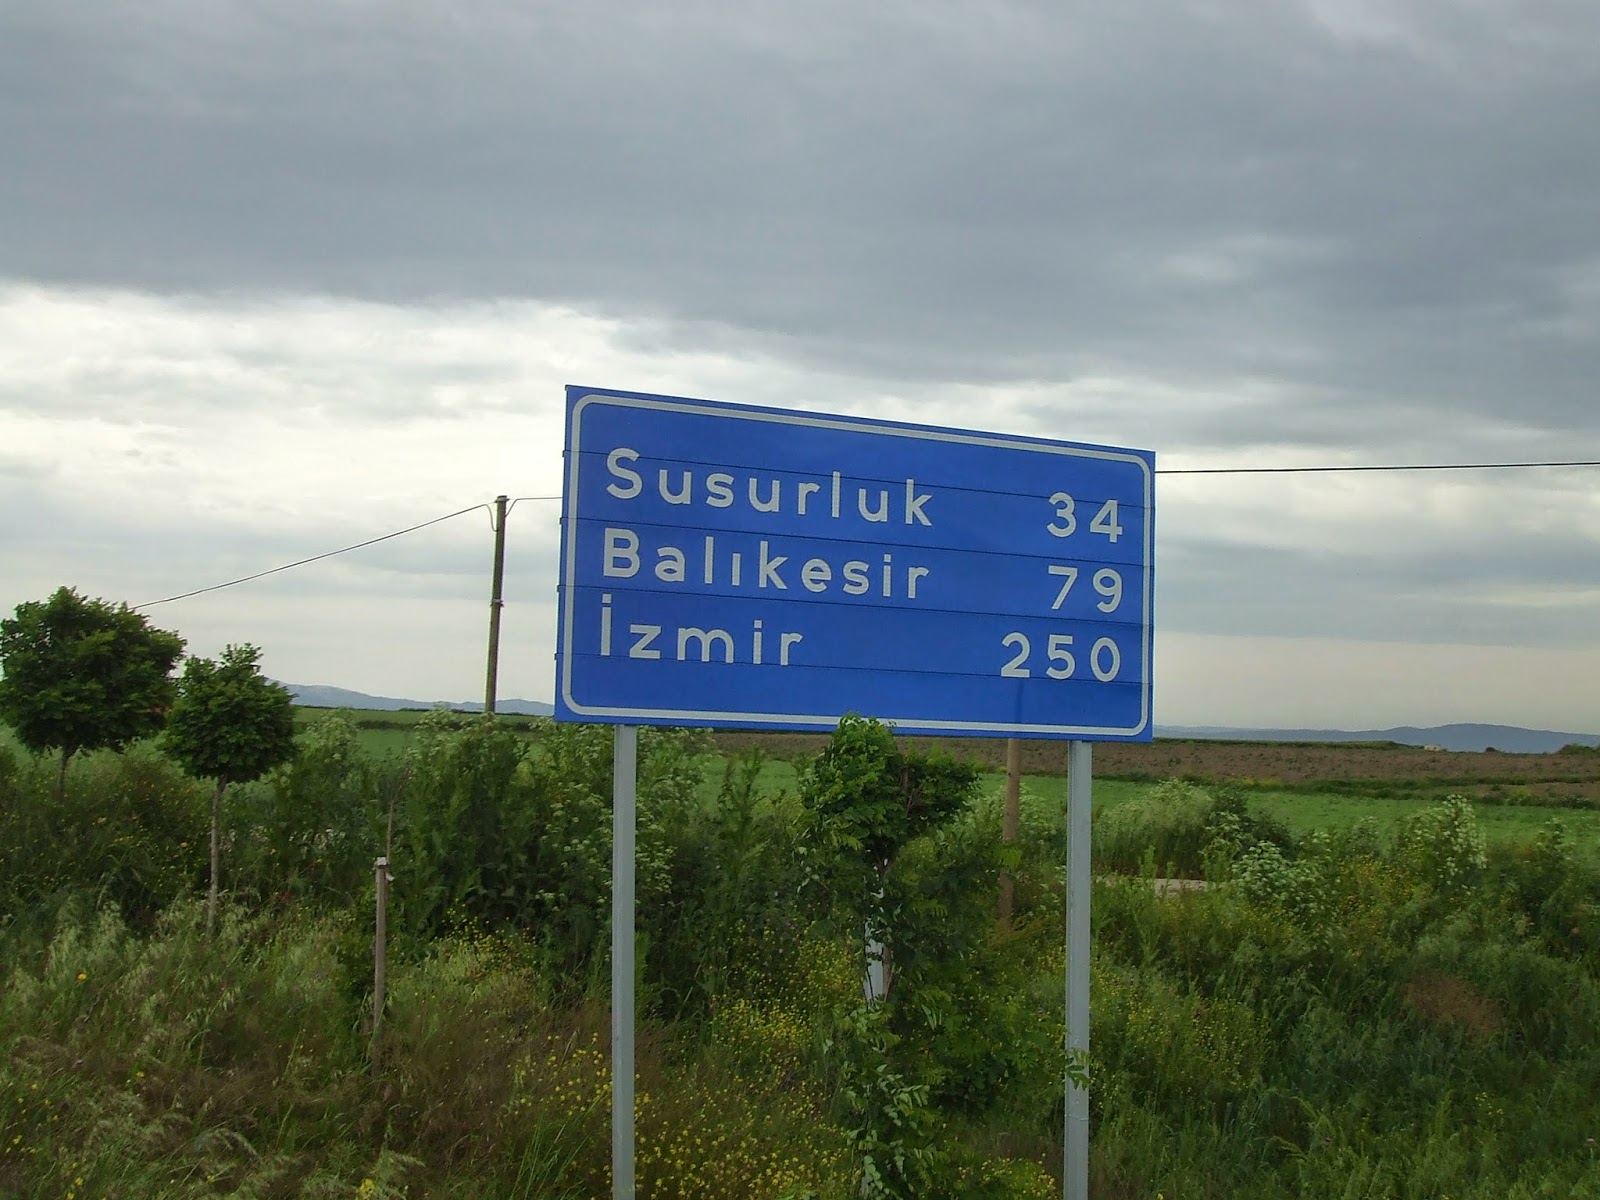 Susurluk 34
Balıkesir 79
İzmir 250